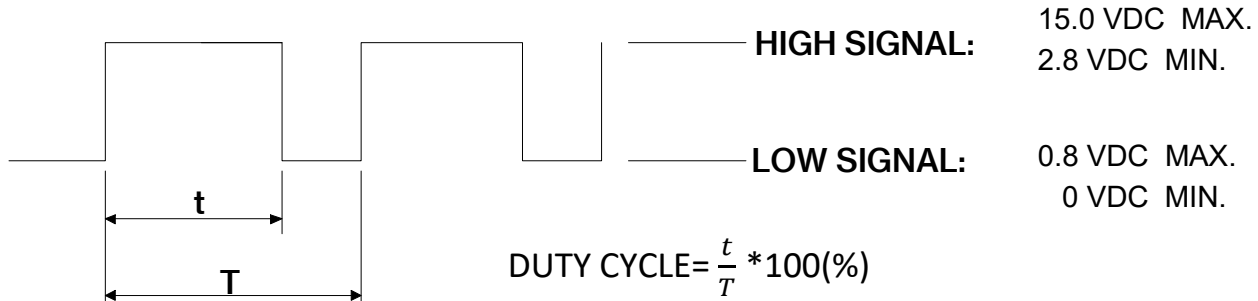 15.0 VDC MAX.
HIGH SIGNAL:
2.8 VDC MIN.
LOW SIGNAL:
0.8 VDC MAX.
0 VDC MIN.
t
T
DUTY CYCLE= t/T *100(%)